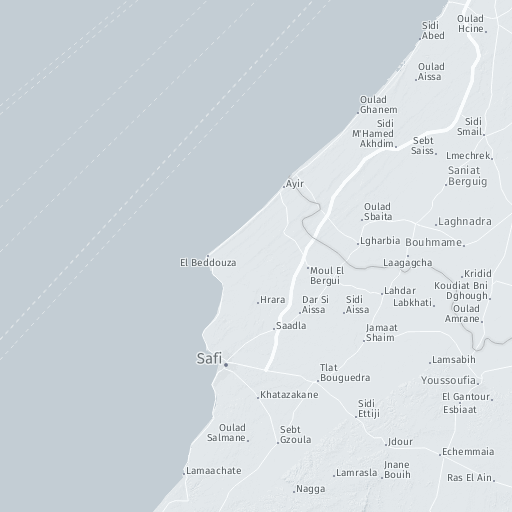 Oulad
Hcine
Sidi
Abed
Oulad
Aissa
Oulad
Ghanem
Sidi
M'Hamed
Akhdim
Sidi
Smail
Sebt
Saiss
Lmechrek
Saniat
Berguig
Ayir
Oulad
Sbaita
Laghnadra
Lgharbia
Bouhmame
El Beddouza
Laagagcha
Moul El
Bergui
Kridid
Koudiat Bni
Dghough
Lahdar
Labkhati
Hrara
Dar Si
Aissa
Sidi
Aissa
Oulad
Amrane
Saadla
Jamaat
Shaim
Safi
Lamsabih
Tlat
Bouguedra
Youssoufia
Khatazakane
El Gantour
Esbiaat
Sidi
Ettiji
Oulad
Salmane
Sebt
Gzoula
Jdour
Echemmaia
Lamaachate
Lamrasla
Jnane
Bouih
Ras El Ain
Nagga